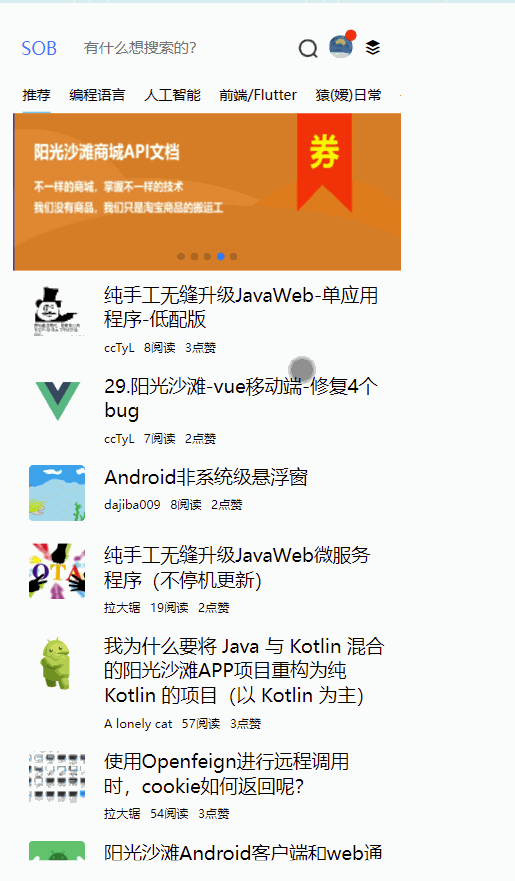 SOB 有什么想搜索的?
推荐 编程语言 人工智能 前端/Flutter 猿(媛)日常
阳光沙滩商城API文档
券
不一样的商城,掌握不一样的技术
我们没有商品,我们只是淘宝商品的搬运工
纯手工无缝升级JavaWeb-单应用
程序-低配版
ccTyL 8阅读 3点赞
29.阳光沙滩-vue移动端-修复4个
bug
ccTyL 7阅读 2点赞
Android非系统级悬浮窗
dajiba009 8阅读 2点赞
OTA
纯手工无缝升级JavaWeb微服务
程序（不停机更新）
拉大锯 19阅读 2点赞
我为什么要将 Java 与 Kotlin 混合
的阳光沙滩APP项目重构为纯
Kotlin 的项目（以 Kotlin 为主）
A lonely cat 57阅读 3点赞
使用Openfeign进行远程调用
时，cookie如何返回呢?
拉大锯 54阅读 3点赞
阳光沙滩Android客户端和web通